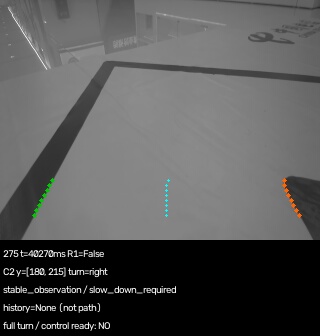 275 t=40270ms R1=False
C2 y=[180, 215] turn=right
stable_observation / slow_down_required
history=None (not path)
full turn / control ready: NO